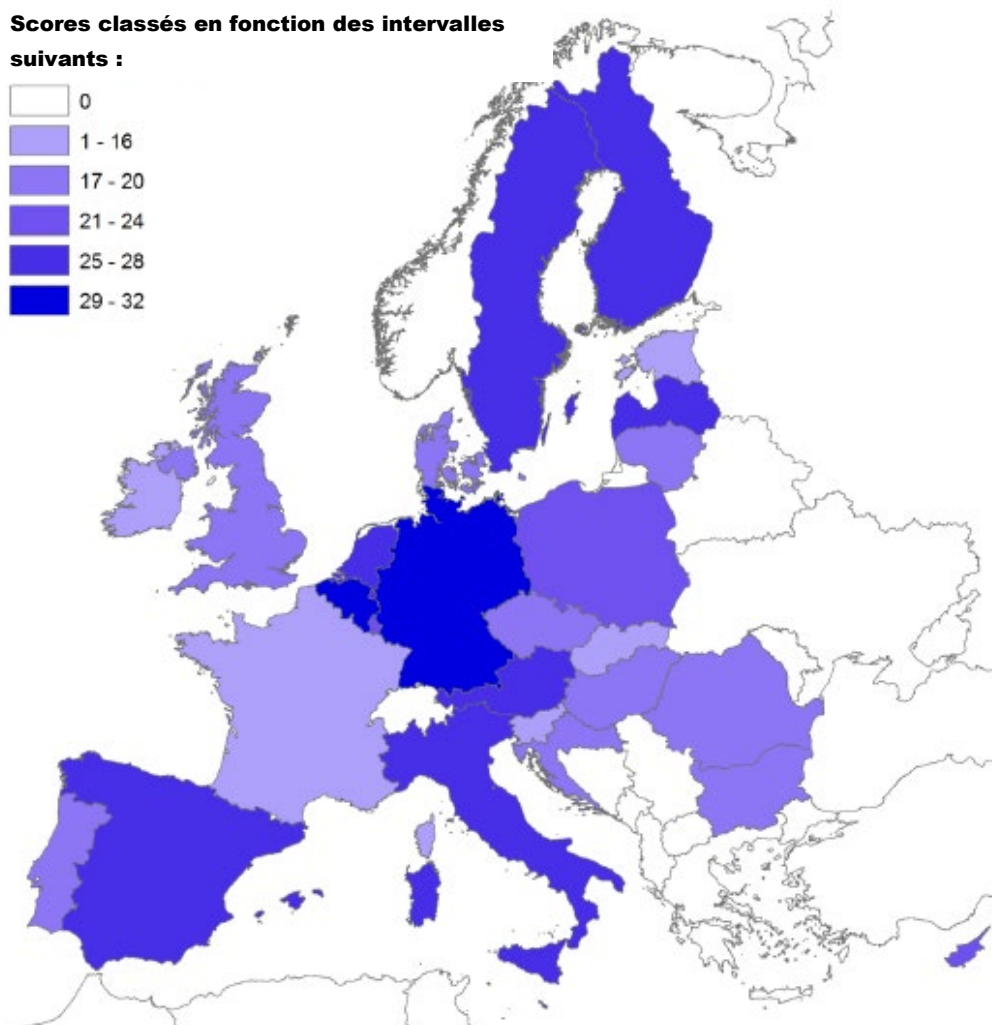 Scores classés en fonction des intervalles
suivants :
0
1 - 16
17 - 20
21 - 24
25 - 28
29 - 32